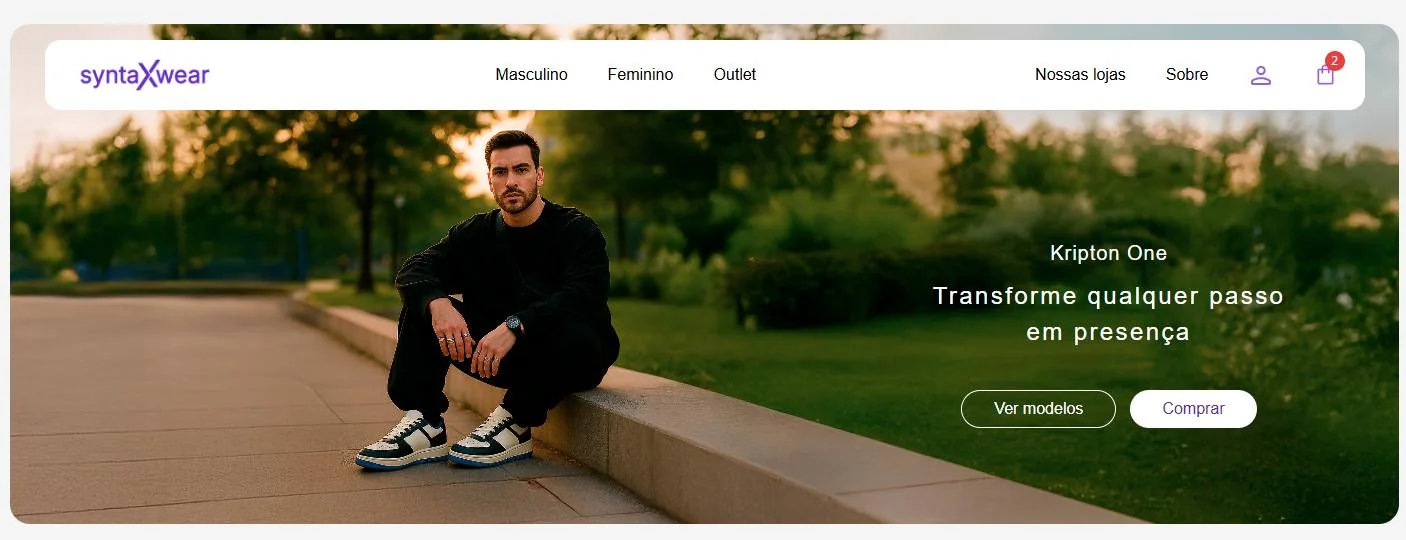 syntaXwear
Masculino
Feminino
Outlet
Nossas lojas
Sobre
2
Kripton One
Transforme qualquer passo
em presença
Ver modelos
Comprar